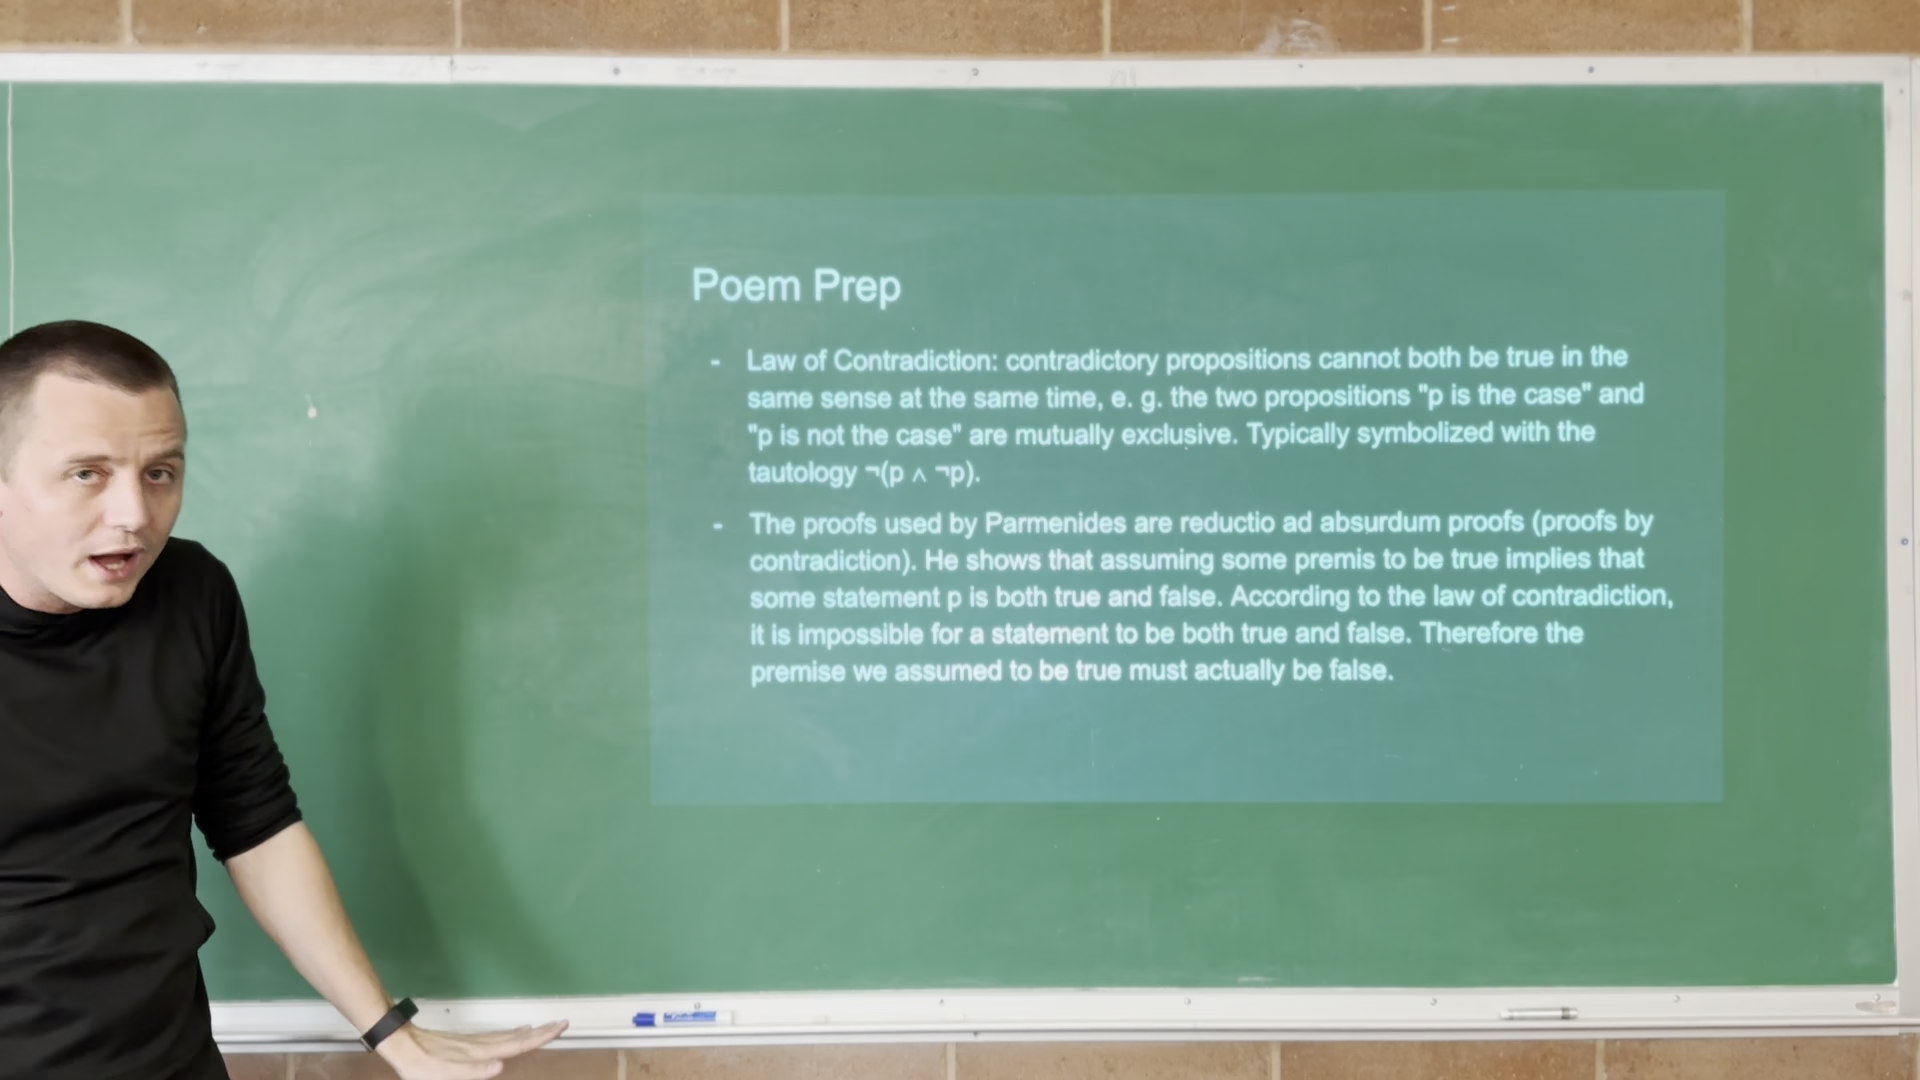 Poem Prep
- Law of Contradiction: contradictory propositions cannot both be true in the
same sense at the same time, e. g. the two propositions "p is the case" and
"p is not the case" are mutually exclusive. Typically symbolized with the
tautology ¬(p ∧ ¬p).
- The proofs used by Parmenides are reductio ad absurdum proofs (proofs by
contradiction). He shows that assuming some premis to be true implies that
some statement p is both true and false. According to the law of contradiction,
it is impossible for a statement to be both true and false. Therefore the
premise we assumed to be true must actually be false.